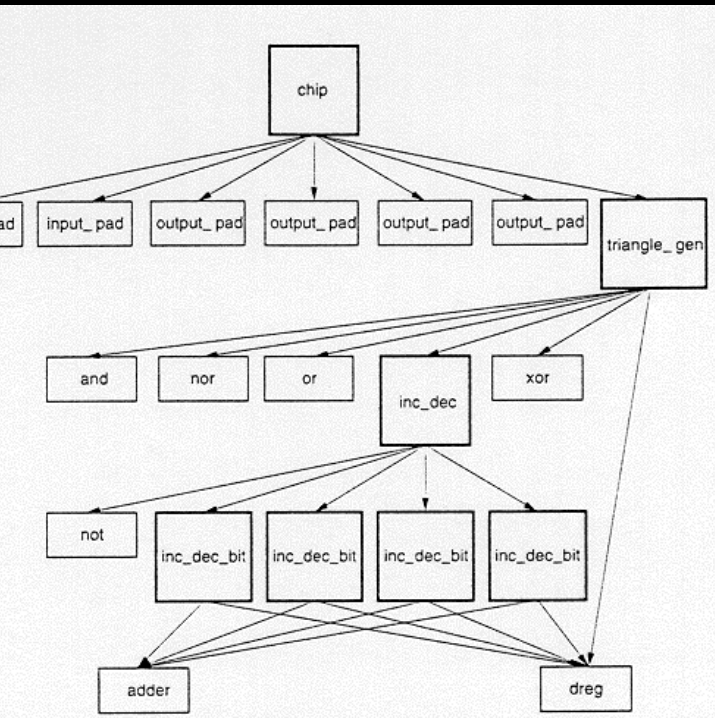 chip
ad
input_pad
output_pad
output_pad
output_pad
output_pad
triangle_gen
and
nor
or
inc_dec
xor
not
inc_dec_bit
inc_dec_bit
inc_dec_bit
inc_dec_bit
adder
dreg